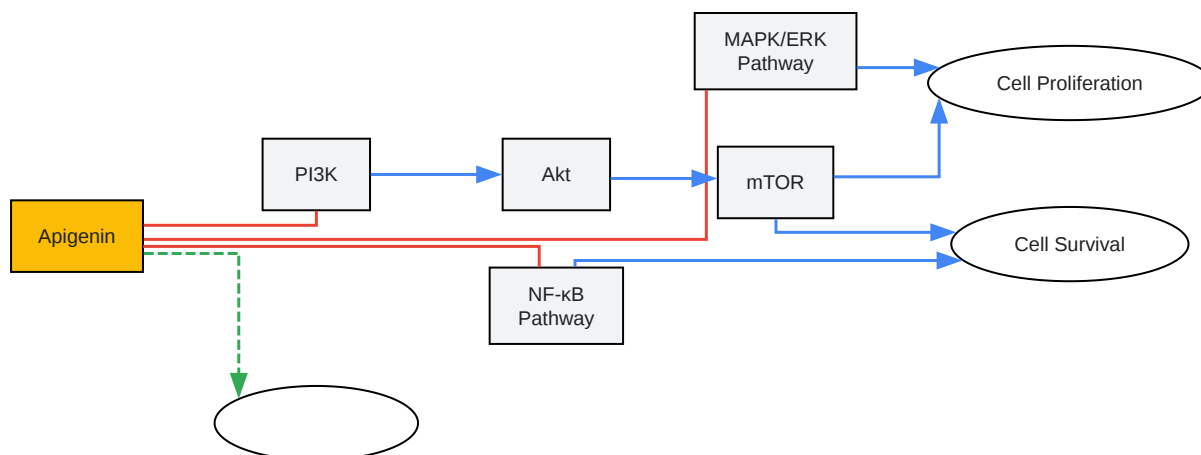 MAPK/ERK
Pathway
Cell Proliferation
PI3K
Akt
mTOR
Apigenin
Cell Survival
NF-κB
Pathway